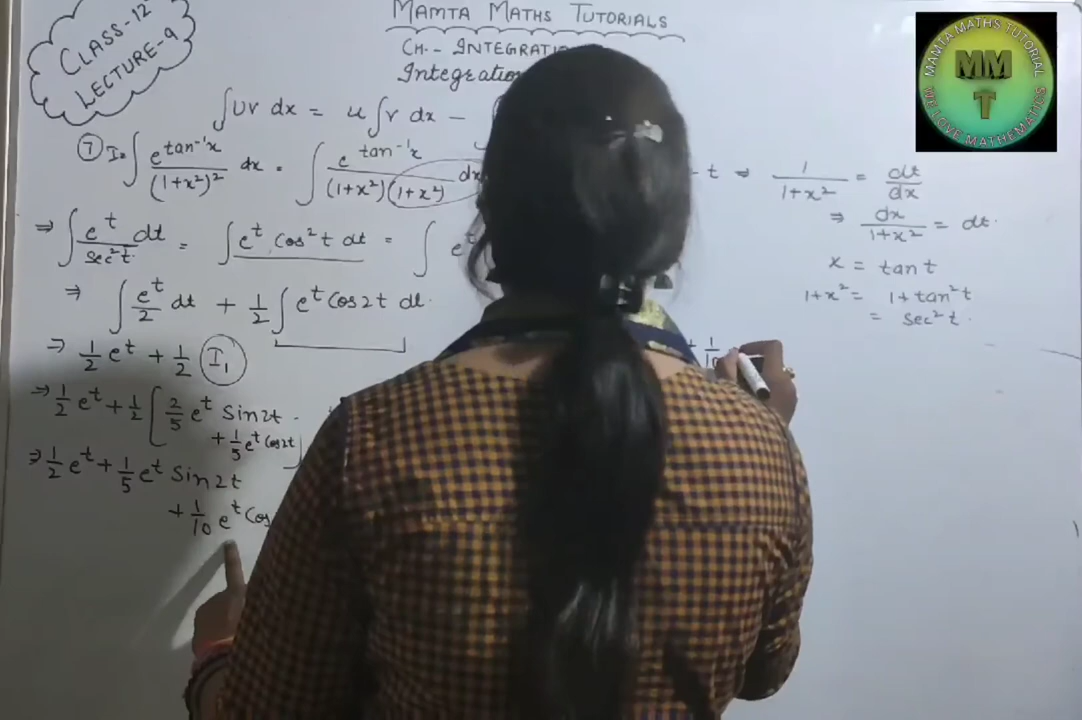 CLASS-12
LECTURE-9
MAMTA MATHS TUTORIALS
CH.- INTEGRATIO
Integration
∫uv dx = u∫v dx -
⑦ I= ∫ e^(tan⁻¹x)/(1+x²)² dx = ∫ e^(tan⁻¹x)/((1+x²)(1+x²)) dx
⇒ ∫ e^t/sec²t dt = ∫ e^t cos²t dt = ∫ e^t
⇒ ∫ e^t/2 dt + 1/2 ∫ e^t cos2t dt
⇒ 1/2 e^t + 1/2 I₁
⇒ 1/2 e^t + 1/2 [ 2/5 e^t sin2t
+ 1/5 e^t cos2t ]
⇒ 1/2 e^t + 1/5 e^t sin2t
+ 1/10 e^t cos
- t ⇒ 1/(1+x²) = dt/dx
⇒ dx/(1+x²) = dt.
x = tan t
1+x² = 1+tan²t
= sec²t.
MAMTA MATHS TUTORIAL
MM
T
WE LOVE MATHEMATICS